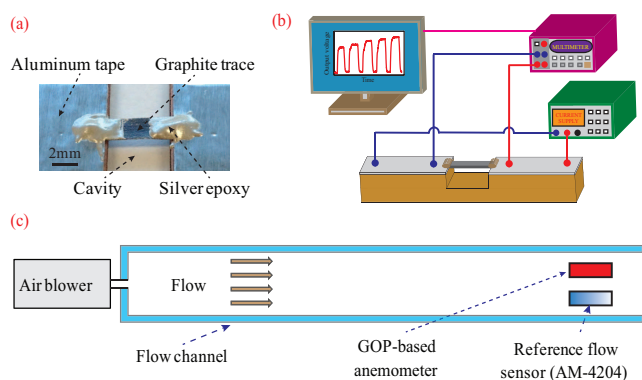 (a)
Aluminum tape
Graphite trace
2mm
Cavity
Silver epoxy
(b)
Output voltage
Time
MULTIMETER
CURRENT
SUPPLY
(c)
Air blower
Flow
Flow channel
GOP-based
anemometer
Reference flow
sensor (AM-4204)